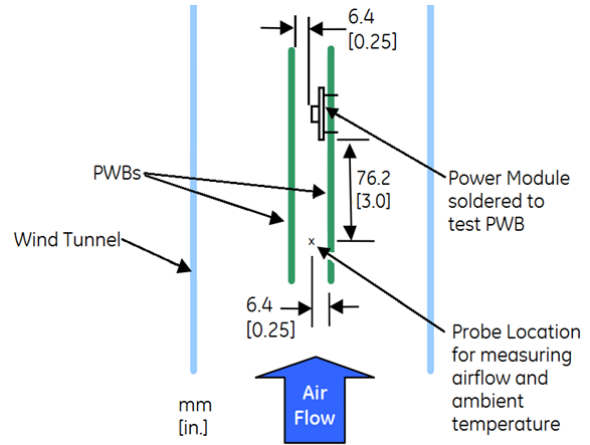 6.4
[0.25]
PWBs
76.2
[3.0]
Power Module
soldered to
test PWB
Wind Tunnel
x
6.4
[0.25]
Probe Location
for measuring
airflow and
ambient
temperature
Air
Flow
mm
[in.]